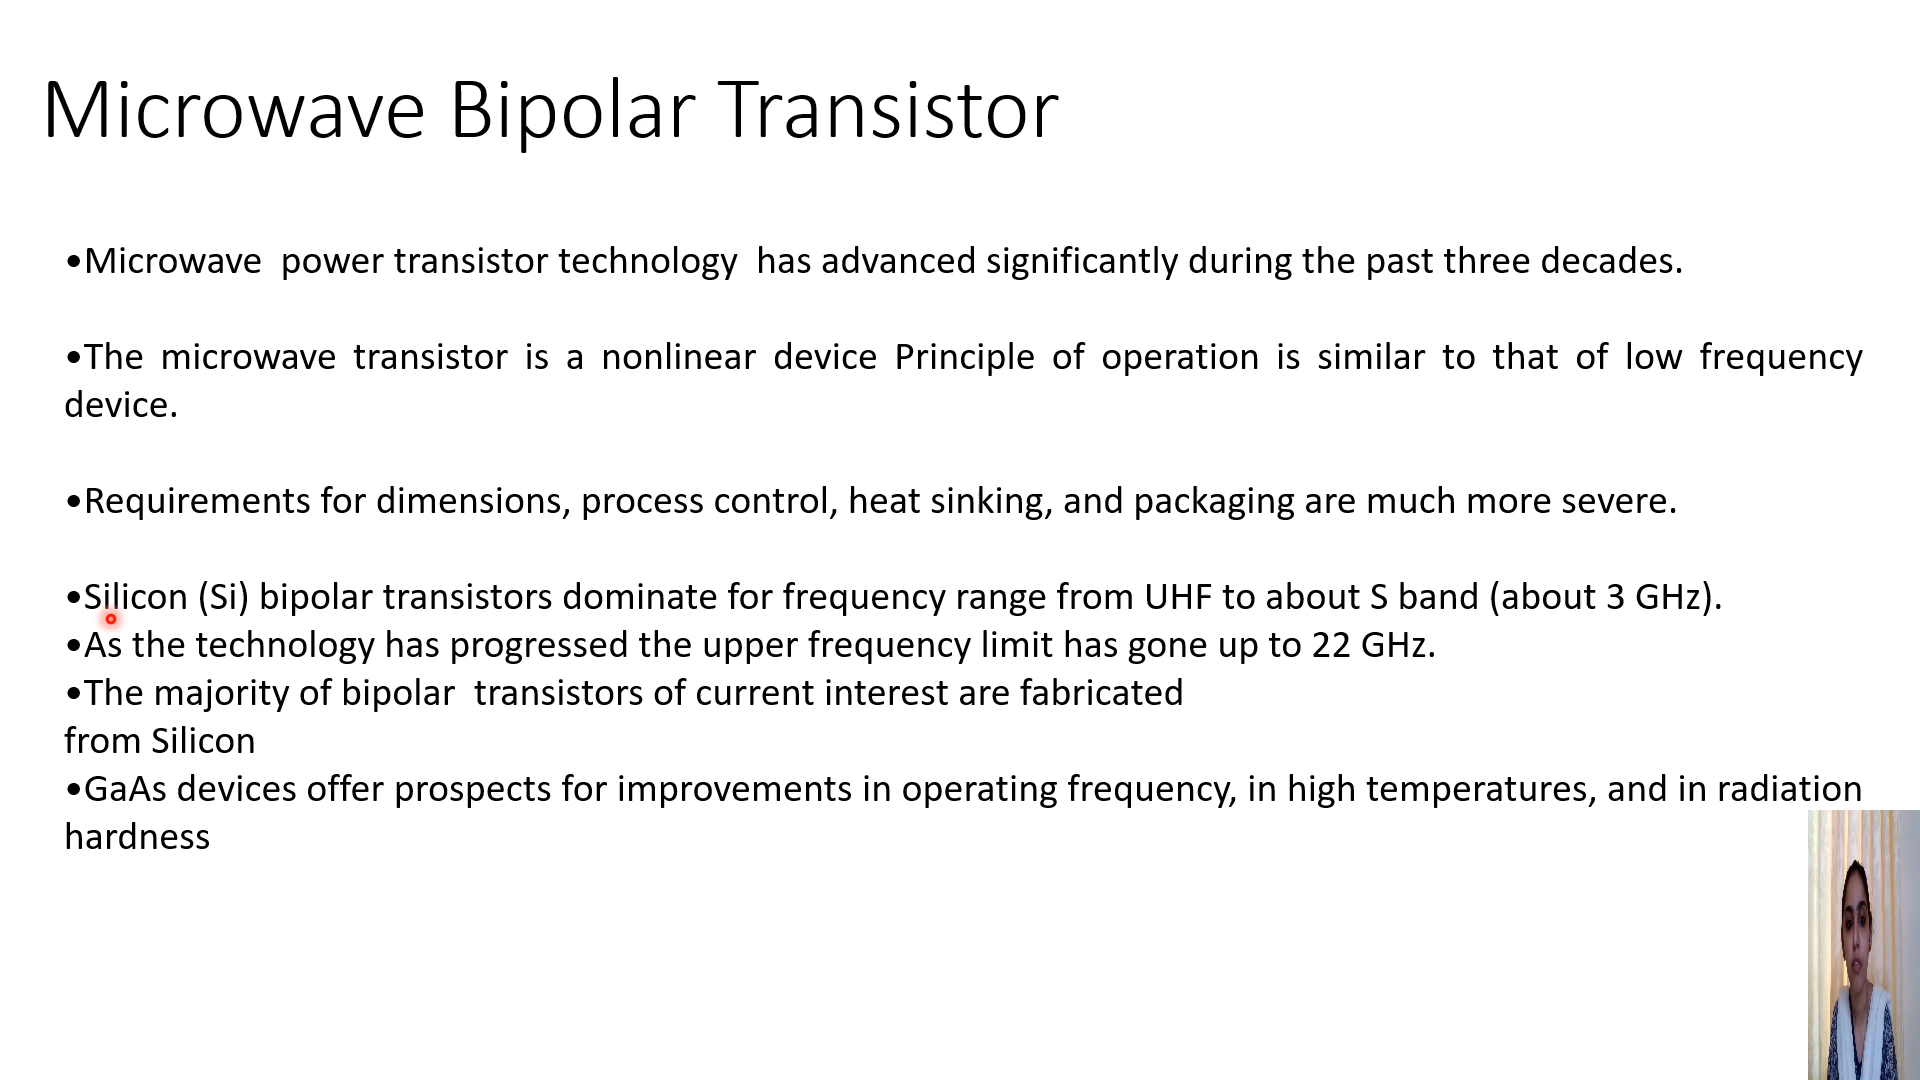 Microwave Bipolar Transistor
•Microwave  power transistor technology  has advanced significantly during the past three decades.
•The microwave transistor is a nonlinear device Principle of operation is similar to that of low frequency
device.
•Requirements for dimensions, process control, heat sinking, and packaging are much more severe.
•Silicon (Si) bipolar transistors dominate for frequency range from UHF to about S band (about 3 GHz).
•As the technology has progressed the upper frequency limit has gone up to 22 GHz.
•The majority of bipolar  transistors of current interest are fabricated
from Silicon
•GaAs devices offer prospects for improvements in operating frequency, in high temperatures, and in radiation
hardness